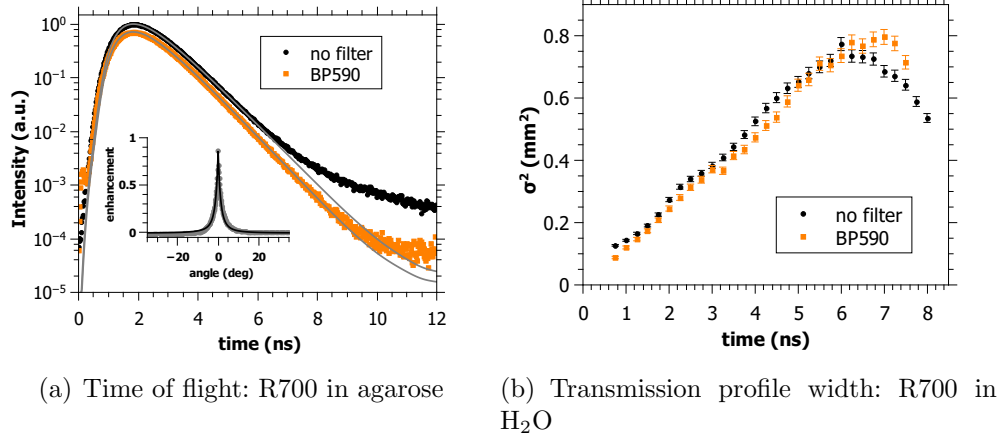 10⁰
10⁻¹
10⁻²
10⁻³
10⁻⁴
10⁻⁵
Intensity (a.u.)
no filter
BP590
1
0.5
0
enhancement
−20 0 20
angle (deg)
0 2 4 6 8 10 12
time (ns)
(a) Time of flight: R700 in agarose
0.8
0.6
0.4
0.2
0
σ² (mm²)
no filter
BP590
0 1 2 3 4 5 6 7 8
time (ns)
(b) Transmission profile width: R700 in
H₂O